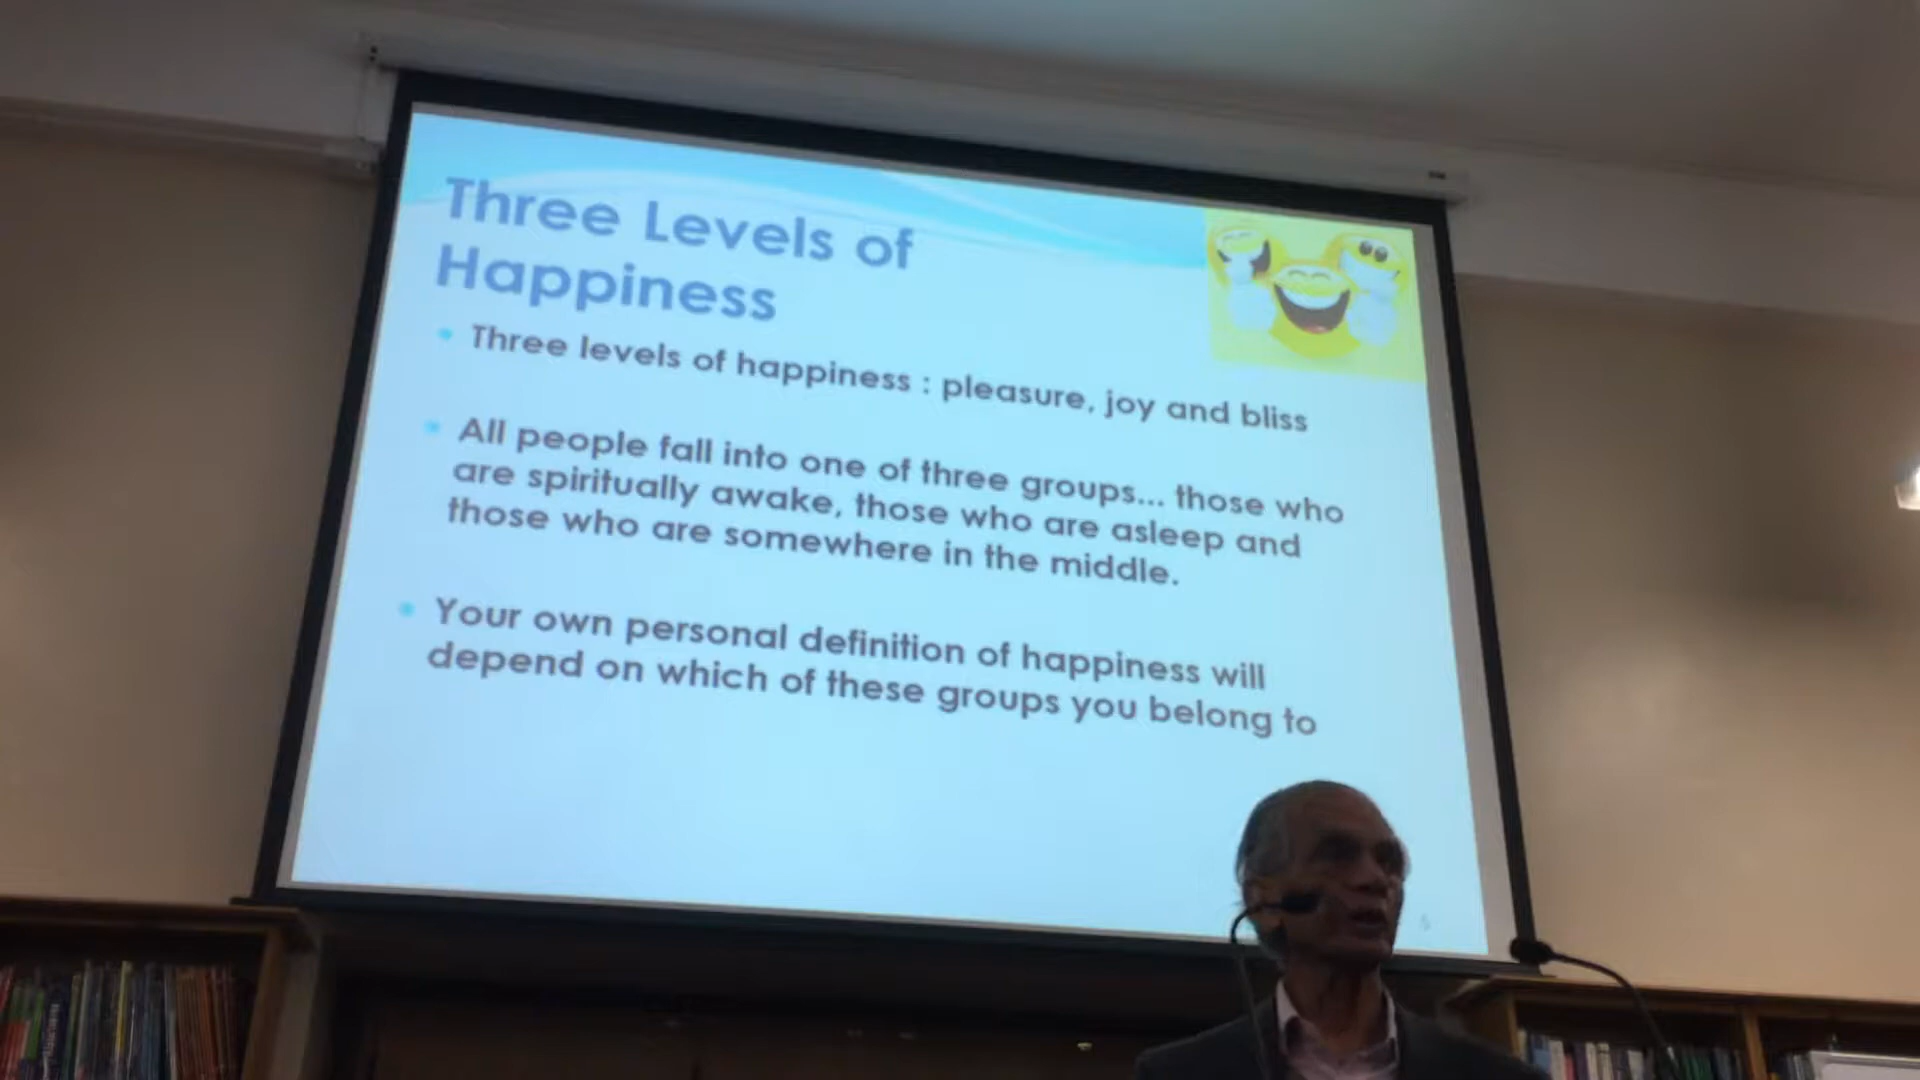 Three Levels of
Happiness
Three levels of happiness : pleasure, joy and bliss
All people fall into one of three groups... those who
are spiritually awake, those who are asleep and
those who are somewhere in the middle.
Your own personal definition of happiness will
depend on which of these groups you belong to
5